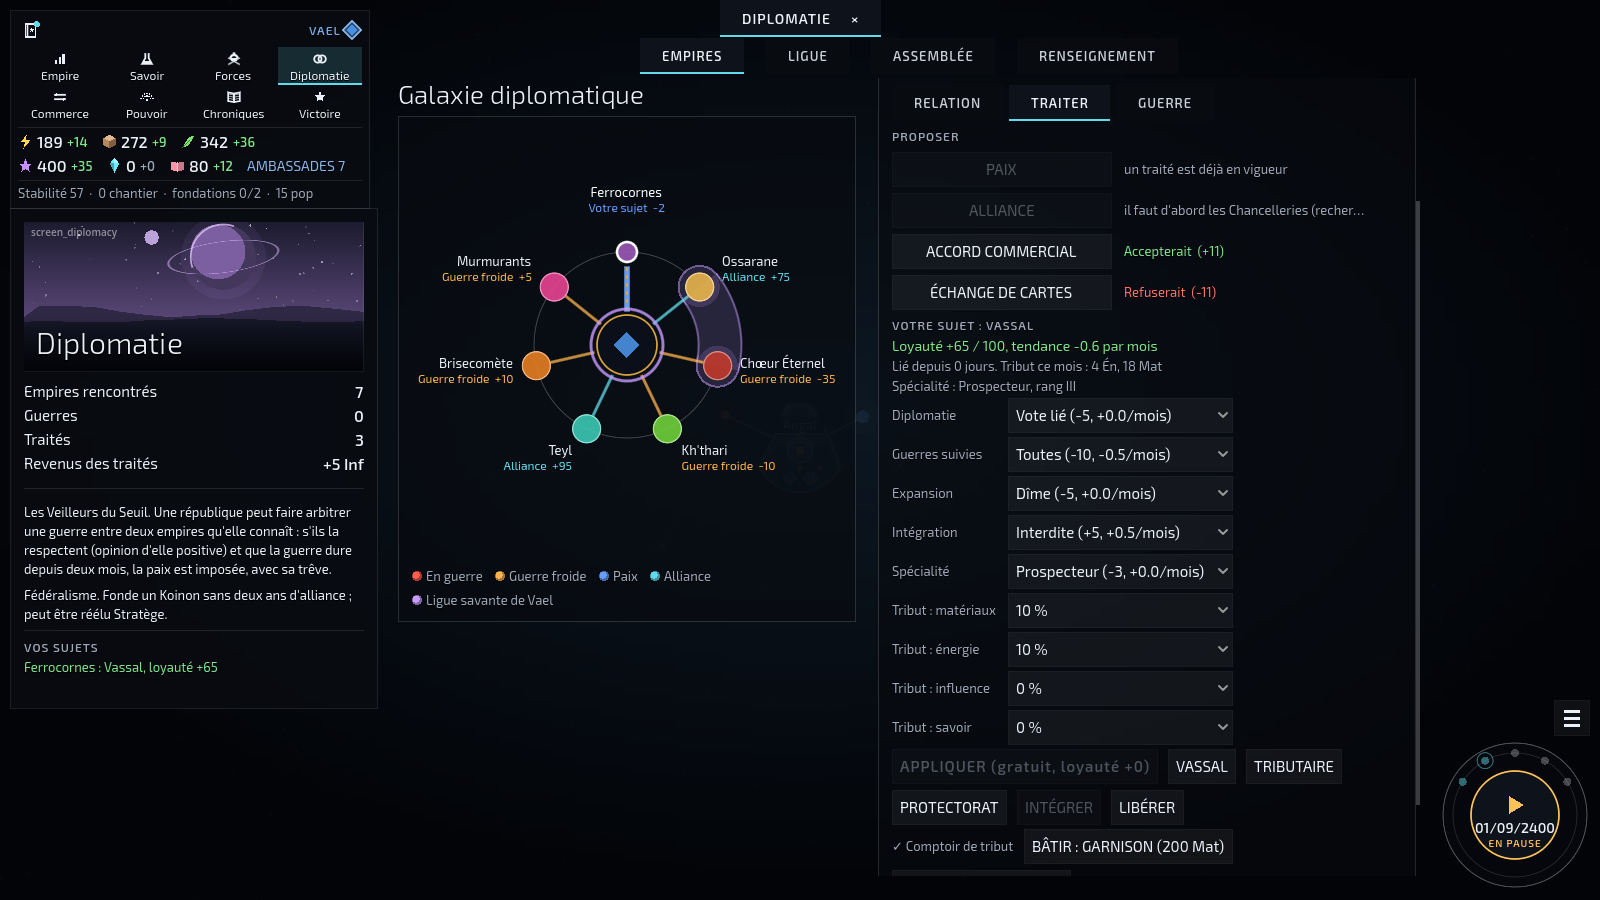 DIPLOMATIE ×
EMPIRES
LIGUE
ASSEMBLÉE
RENSEIGNEMENT
VAEL
Empire
Savoir
Forces
Diplomatie
Commerce
Pouvoir
Chroniques
Victoire
189 +14 272 +9 342 +36
400 +35 0 +0 80 +12 AMBASSADES 7
Stabilité 57 · 0 chantier · fondations 0/2 · 15 pop
screen_diplomacy
Diplomatie
Empires rencontrés 7
Guerres 0
Traités 3
Revenus des traités +5 Inf
Les Veilleurs du Seuil. Une république peut faire arbitrer
une guerre entre deux empires qu'elle connaît : s'ils la
respectent (opinion d'elle positive) et que la guerre dure
depuis deux mois, la paix est imposée, avec sa trêve.
Fédéralisme. Fonde un Koinon sans deux ans d'alliance ;
peut être réélu Stratège.
VOS SUJETS
Ferrocornes : Vassal, loyauté +65
Galaxie diplomatique
Ferrocornes
Votre sujet -2
Murmurants
Guerre froide +5
Ossarane
Alliance +75
Brisecomète
Guerre froide +10
Chœur Éternel
Guerre froide -35
Teyl
Alliance +95
Kh'thari
Guerre froide -10
En guerre
Guerre froide
Paix
Alliance
Ligue savante de Vael
RELATION
TRAITER
GUERRE
PROPOSER
PAIX un traité est déjà en vigueur
ALLIANCE il faut d'abord les Chancelleries (recher...
ACCORD COMMERCIAL Accepterait (+11)
ÉCHANGE DE CARTES Refuserait (-11)
VOTRE SUJET : VASSAL
Loyauté +65 / 100, tendance -0.6 par mois
Lié depuis 0 jours. Tribut ce mois : 4 Én, 18 Mat
Spécialité : Prospecteur, rang III
Diplomatie Vote lié (-5, +0.0/mois)
Guerres suivies Toutes (-10, -0.5/mois)
Expansion Dîme (-5, +0.0/mois)
Intégration Interdite (+5, +0.5/mois)
Spécialité Prospecteur (-3, +0.0/mois)
Tribut : matériaux 10 %
Tribut : énergie 10 %
Tribut : influence 0 %
Tribut : savoir 0 %
APPLIQUER (gratuit, loyauté +0) VASSAL TRIBUTAIRE
PROTECTORAT INTÉGRER LIBÉRER
✓ Comptoir de tribut BÂTIR : GARNISON (200 Mat)
01/09/2400
EN PAUSE